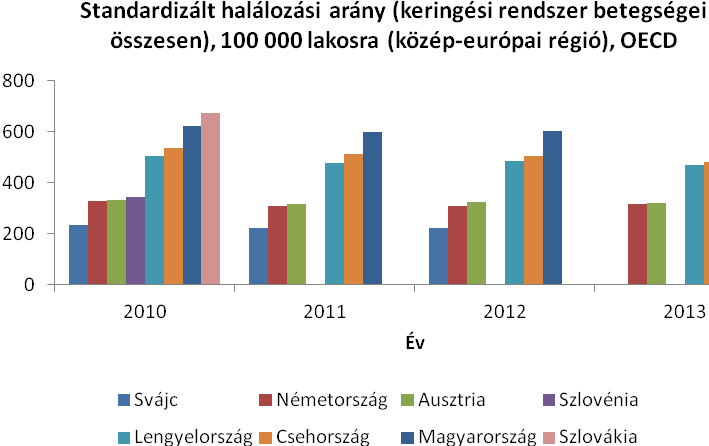 Standardizált halálozási arány (keringési rendszer betegségei
összesen), 100 000 lakosra (közép-európai régió), OECD
800
600
400
200
0
2010 2011 2012 2013
Év
Svájc Németország Ausztria Szlovénia
Lengyelország Csehország Magyarország Szlovákia